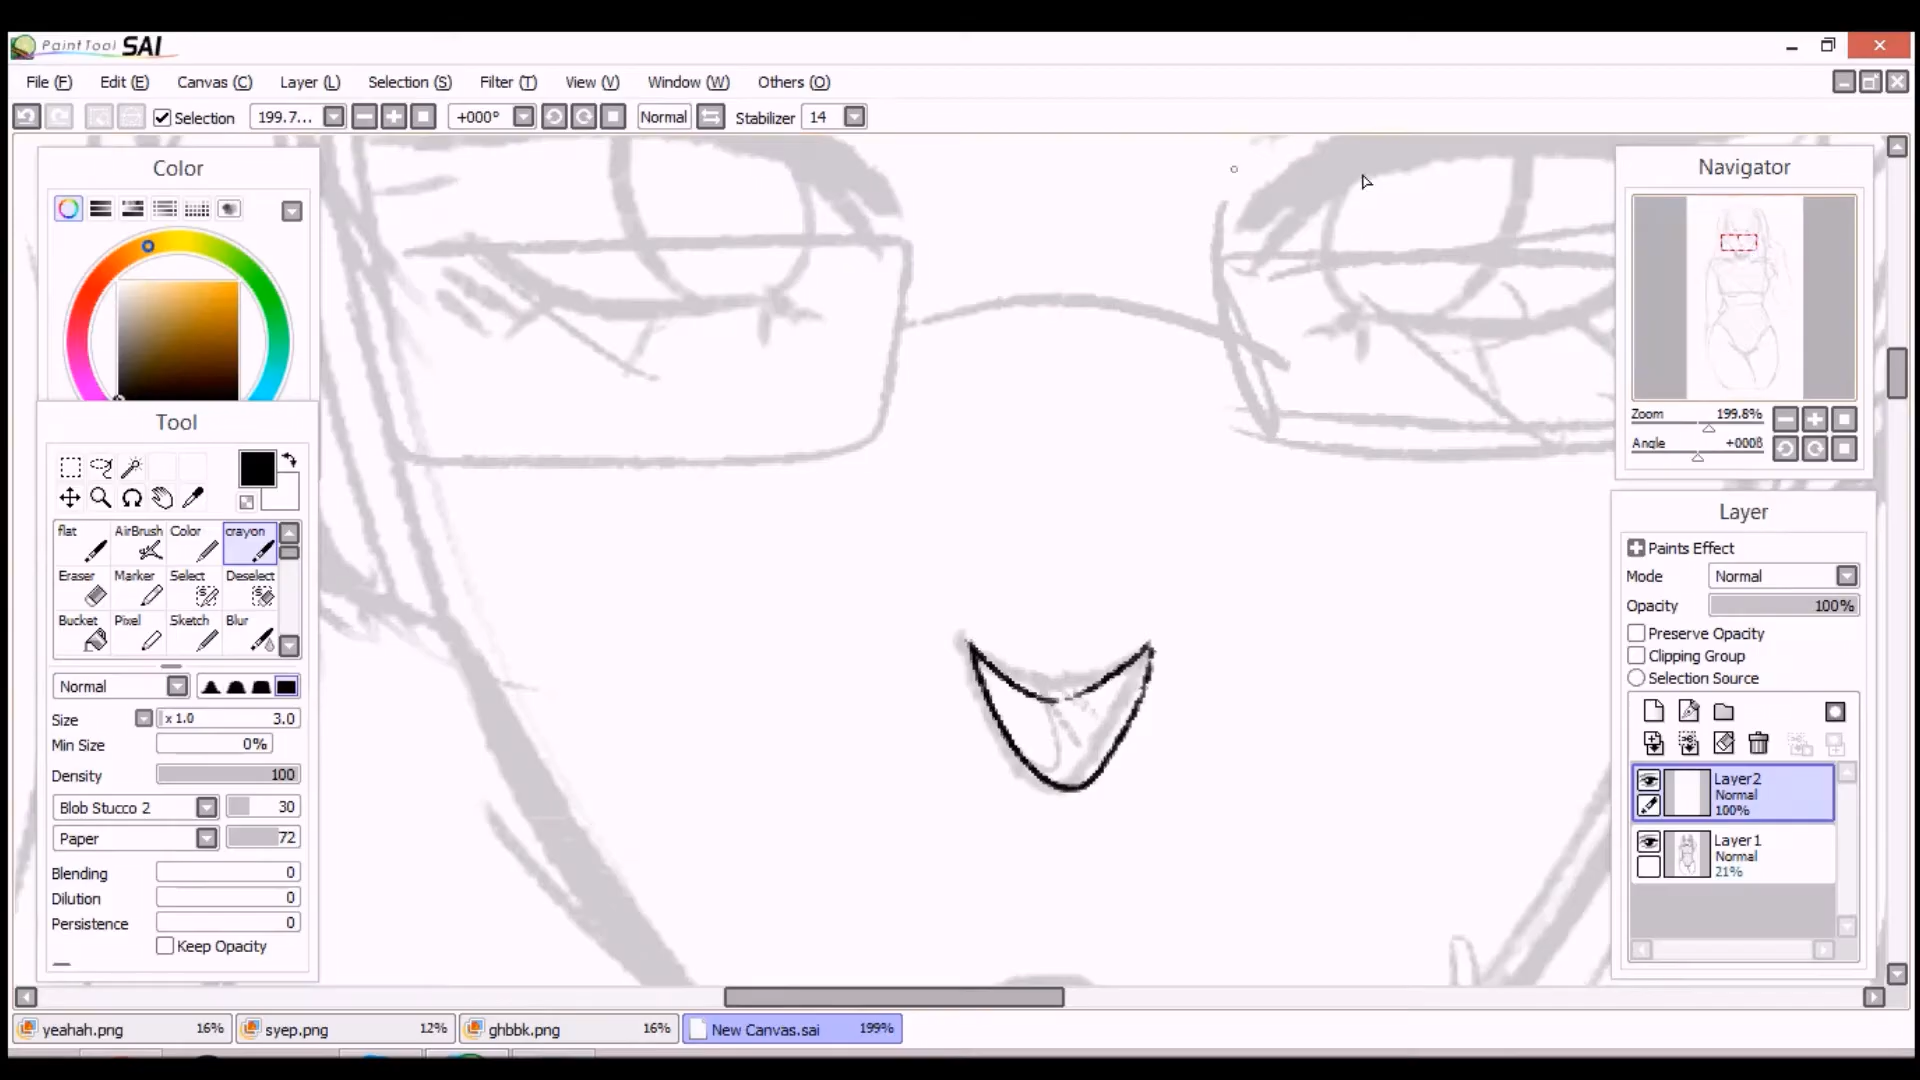 PaintTool SAI
File (F) Edit (E) Canvas (C) Layer (L) Selection (S) Filter (T) View (V) Window (W) Others (O)
Selection 199.7... +000° Normal Stabilizer 14
Color
Navigator
Zoom 199.8%
Angle +000ß
Tool
flat AirBrush Color crayon
Eraser Marker Select Deselect
Bucket Pixel Sketch Blur
Normal
Size x 1.0 3.0
Min Size 0%
Density 100
Blob Stucco 2 30
Paper 72
Blending 0
Dilution 0
Persistence 0
Keep Opacity
Layer
Paints Effect
Mode Normal
Opacity 100%
Preserve Opacity
Clipping Group
Selection Source
Layer2
Normal
100%
Layer1
Normal
21%
yeahah.png 16% syep.png 12% ghbbk.png 16% New Canvas.sai 199%